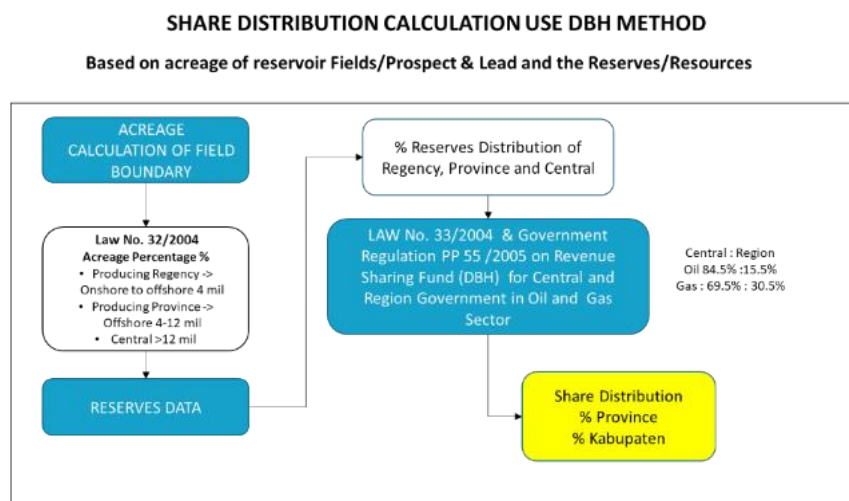 SHARE DISTRIBUTION CALCULATION USE DBH METHOD
Based on acreage of reservoir Fields/Prospect & Lead and the Reserves/Resources
ACREAGE
CALCULATION OF FIELD
BOUNDARY
Law No. 32/2004
Acreage Percentage %
• Producing Regency ->
Onshore to offshore 4 mil
• Producing Province ->
Offshore 4-12 mil
• Central >12 mil
RESERVES DATA
% Reserves Distribution of
Regency, Province and Central
LAW No. 33/2004 & Government
Regulation PP 55 /2005 on Revenue
Sharing Fund (DBH) for Central and
Region Government in Oil and Gas
Sector
Central : Region
Oil 84.5% :15.5%
Gas : 69.5% : 30.5%
Share Distribution
% Province
% Kabupaten